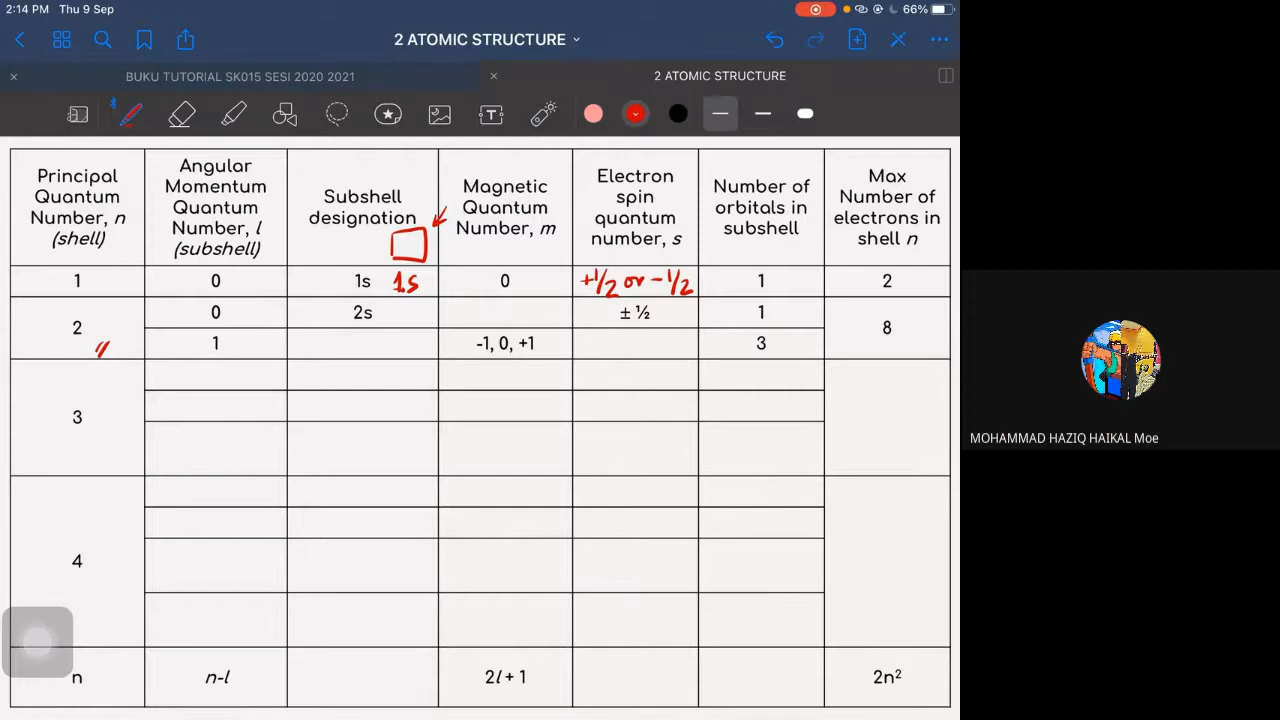 2:14 PM Thu 9 Sep
66%
2 ATOMIC STRUCTURE
BUKU TUTORIAL SK015 SESI 2020 2021
2 ATOMIC STRUCTURE
Principal
Quantum
Number, n
(shell)
Angular
Momentum
Quantum
Number, l
(subshell)
Subshell
designation
Magnetic
Quantum
Number, m
Electron
spin
quantum
number, s
Number of
orbitals in
subshell
Max
Number of
electrons in
shell n
1 0 1s 1s 0 +1/2 or -1/2 1 2
2 0 2s ± ½ 1 8
1 -1, 0, +1 3
3
4
n n-l 2l + 1 2n²
MOHAMMAD HAZIQ HAIKAL Moe